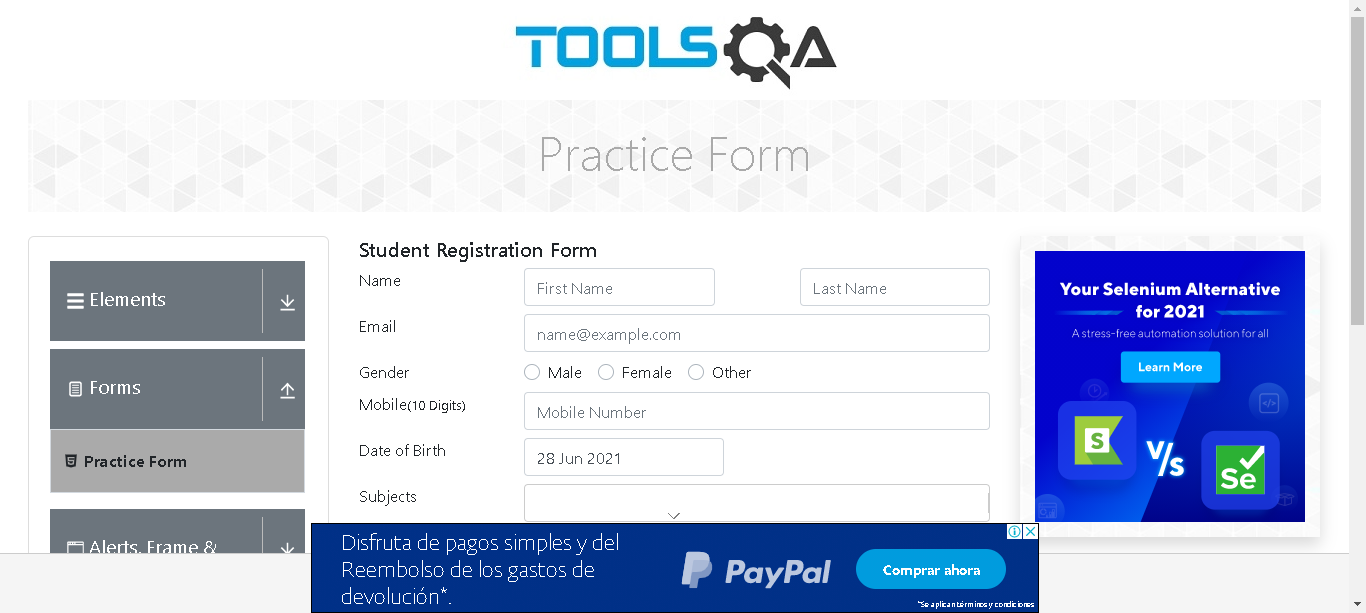 TOOLSQA
Practice Form
Elements
Forms
Practice Form
Alerts, Frame &
Student Registration Form
Name
First Name
Last Name
Email
name@example.com
Gender
Male
Female
Other
Mobile(10 Digits)
Mobile Number
Date of Birth
28 Jun 2021
Subjects
Your Selenium Alternative
for 2021
A stress-free automation solution for all
Learn More
S
V/s
Se
Disfruta de pagos simples y del
Reembolso de los gastos de
devolución*.
PayPal
Comprar ahora
*Se aplican términos y condiciones